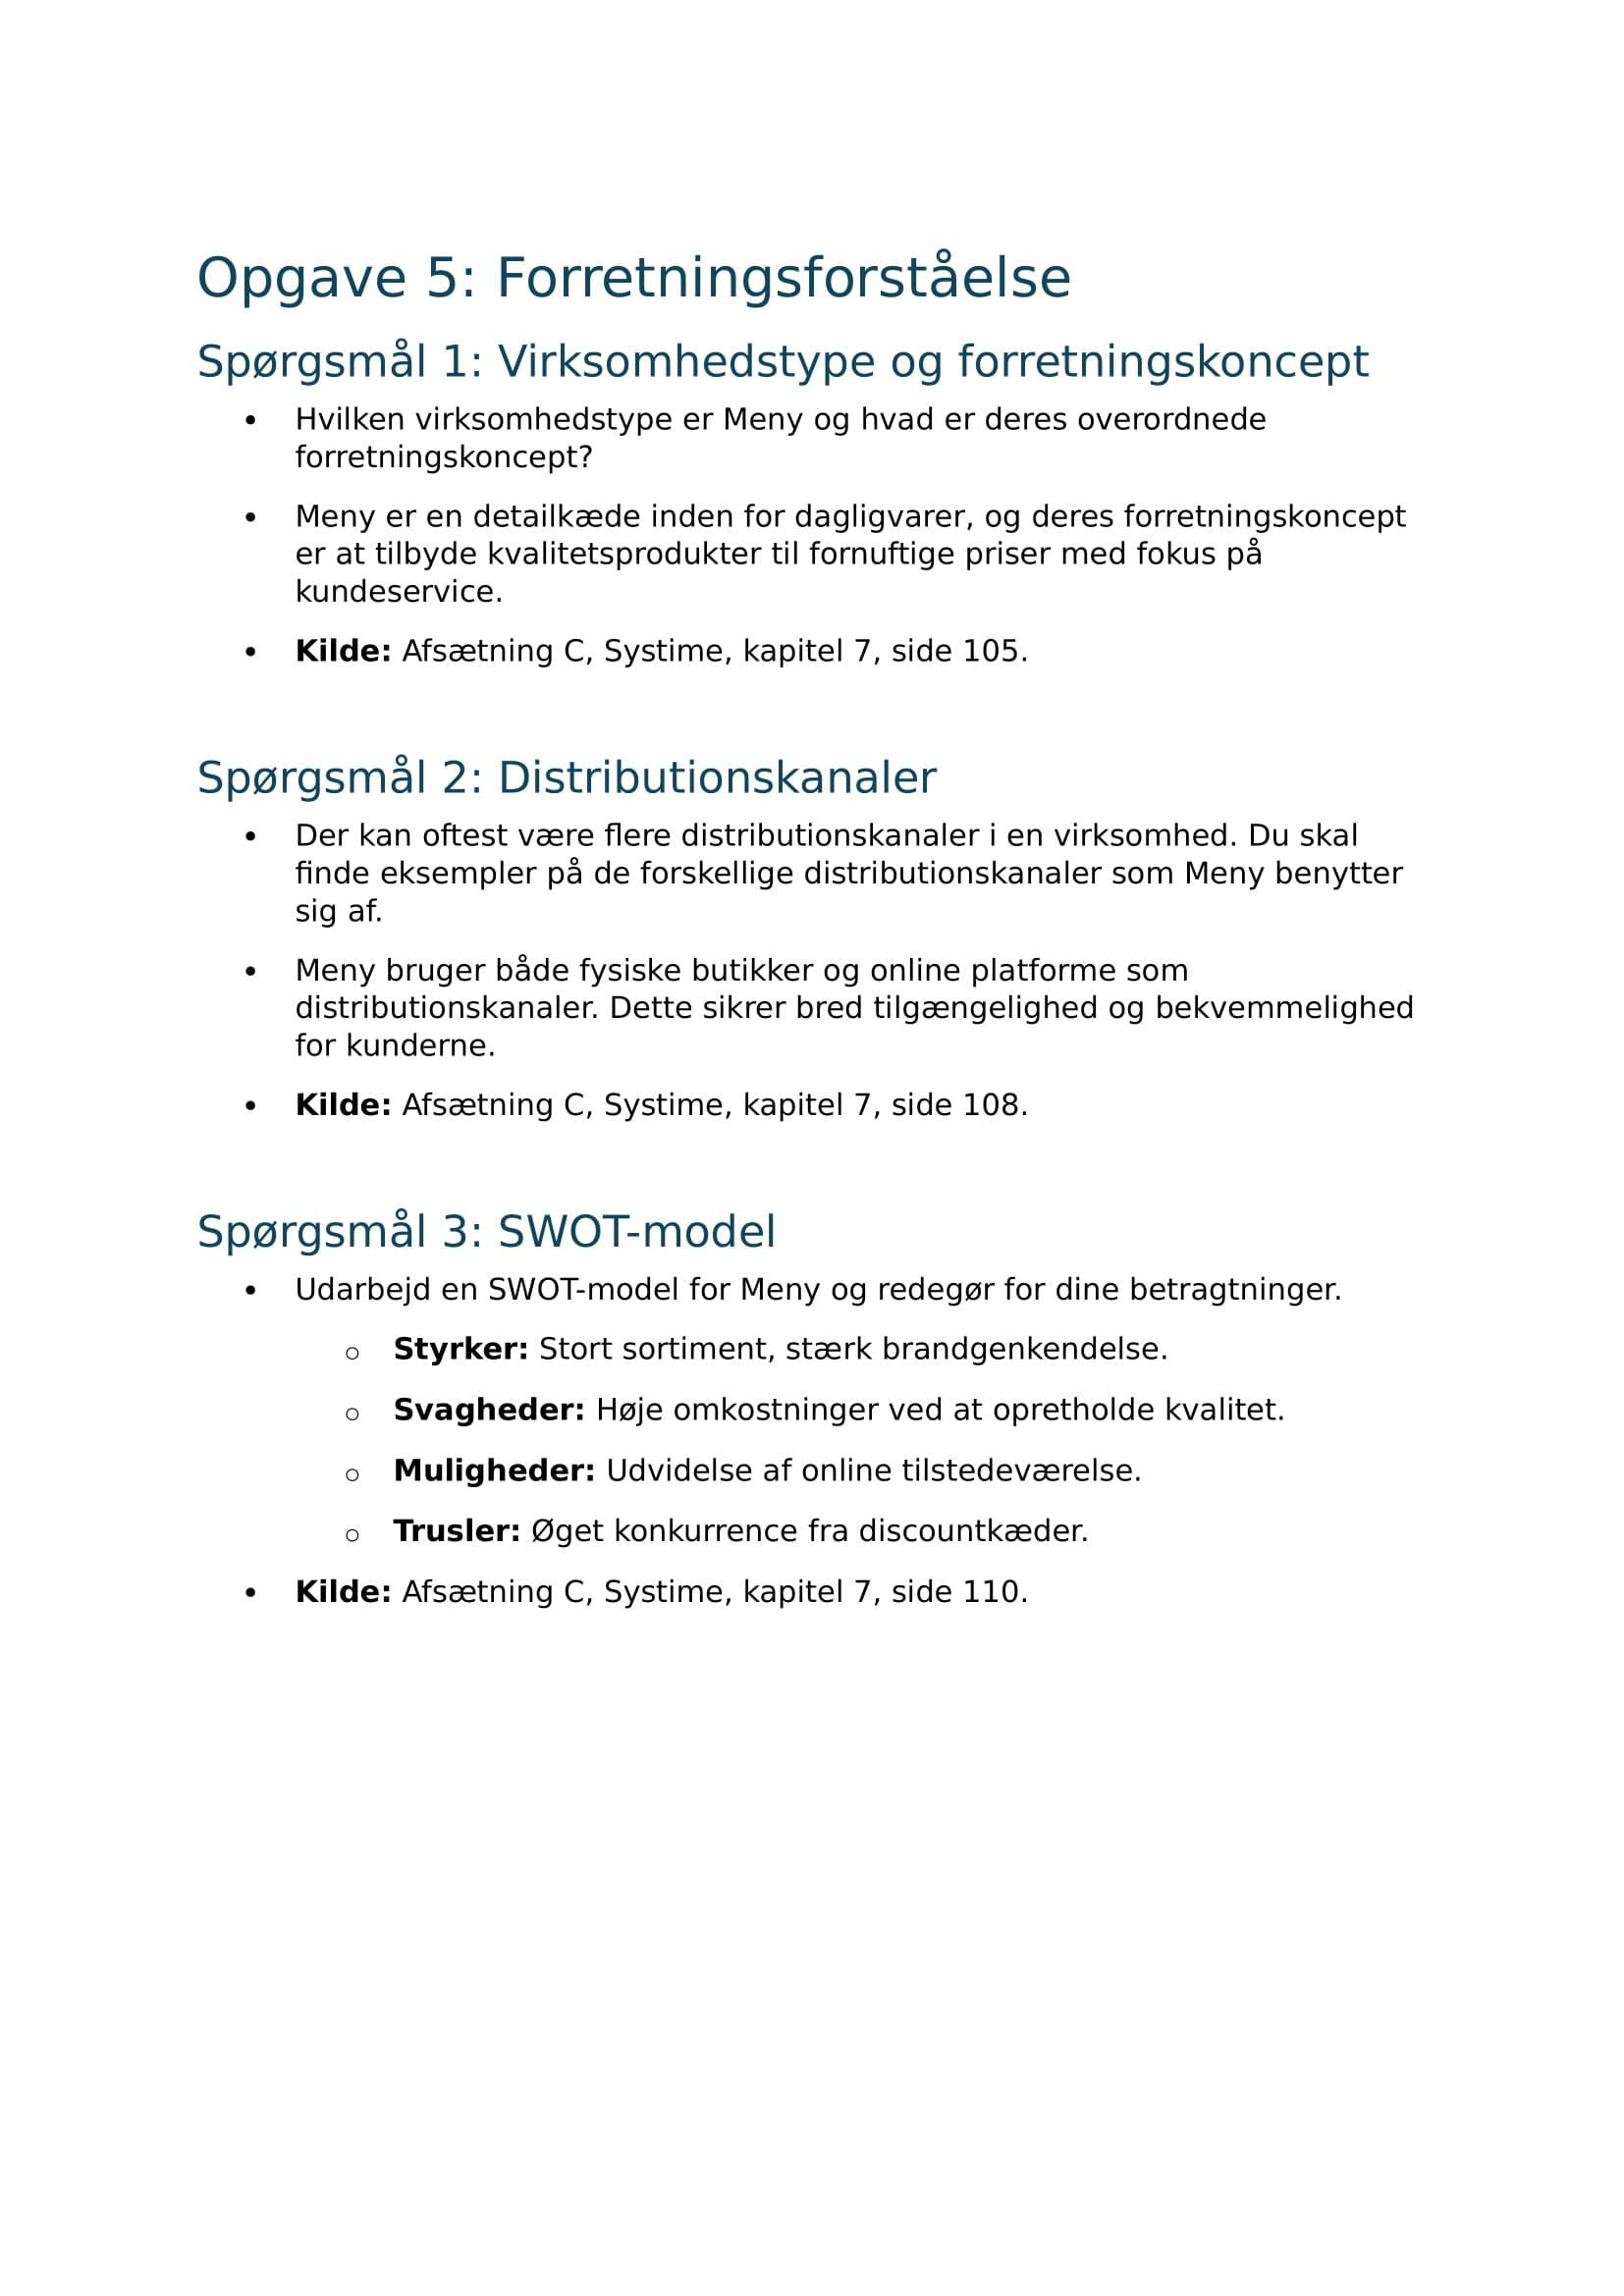 Opgave 5: Forretningsforståelse
Spørgsmål 1: Virksomhedstype og forretningskoncept
• Hvilken virksomhedstype er Meny og hvad er deres overordnede
forretningskoncept?
• Meny er en detailkæde inden for dagligvarer, og deres forretningskoncept
er at tilbyde kvalitetsprodukter til fornuftige priser med fokus på
kundeservice.
• Kilde: Afsætning C, Systime, kapitel 7, side 105.
Spørgsmål 2: Distributionskanaler
• Der kan oftest være flere distributionskanaler i en virksomhed. Du skal
finde eksempler på de forskellige distributionskanaler som Meny benytter
sig af.
• Meny bruger både fysiske butikker og online platforme som
distributionskanaler. Dette sikrer bred tilgængelighed og bekvemmelighed
for kunderne.
• Kilde: Afsætning C, Systime, kapitel 7, side 108.
Spørgsmål 3: SWOT-model
• Udarbejd en SWOT-model for Meny og redegør for dine betragtninger.
○ Styrker: Stort sortiment, stærk brandgenkendelse.
○ Svagheder: Høje omkostninger ved at opretholde kvalitet.
○ Muligheder: Udvidelse af online tilstedeværelse.
○ Trusler: Øget konkurrence fra discountkæder.
• Kilde: Afsætning C, Systime, kapitel 7, side 110.